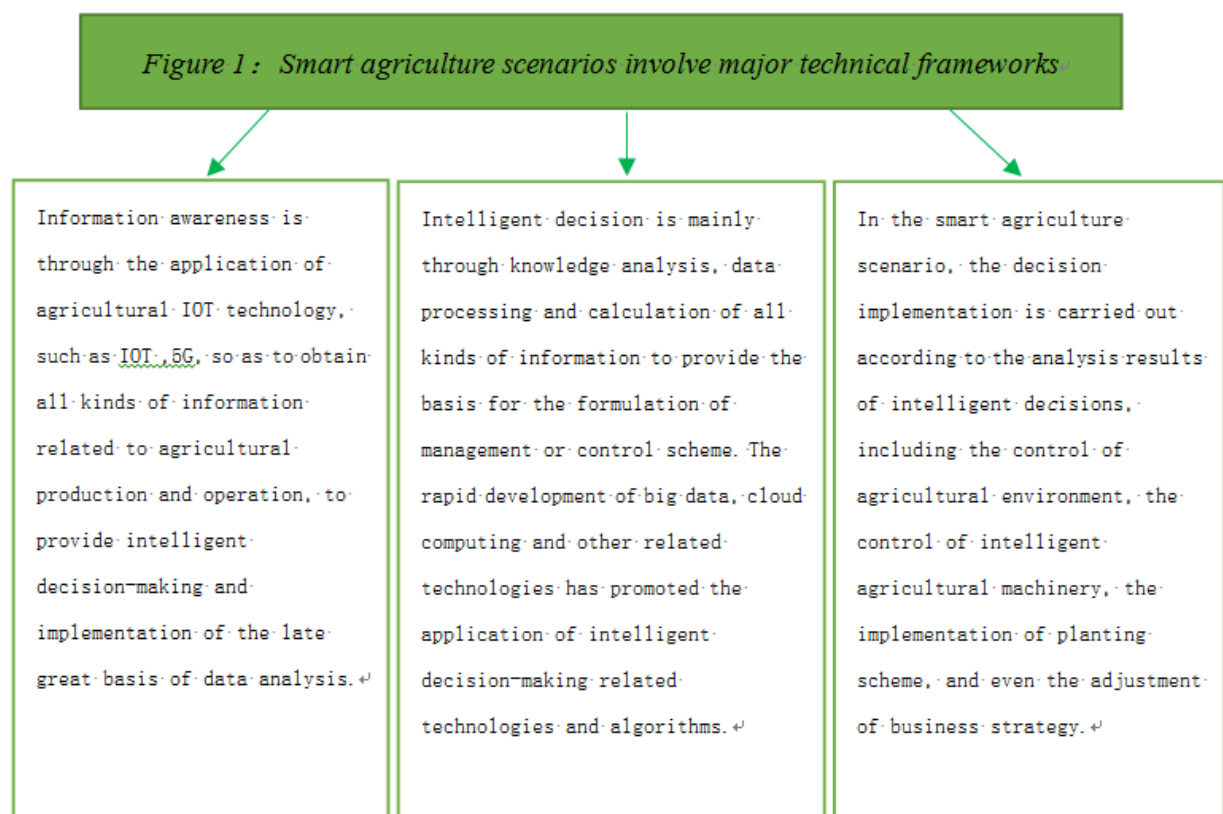 Figure 1： Smart agriculture scenarios involve major technical frameworks
Information awareness is
through the application of
agricultural IOT technology,
such as IOT ,5G, so as to obtain
all kinds of information
related to agricultural
production and operation, to
provide intelligent
decision-making and
implementation of the late
great basis of data analysis.
Intelligent decision is mainly
through knowledge analysis, data
processing and calculation of all
kinds of information to provide the
basis for the formulation of
management or control scheme. The
rapid development of big data, cloud
computing and other related
technologies has promoted the
application of intelligent
decision-making related
technologies and algorithms.
In the smart agriculture
scenario, the decision
implementation is carried out
according to the analysis results
of intelligent decisions,
including the control of
agricultural environment, the
control of intelligent
agricultural machinery, the
implementation of planting
scheme, and even the adjustment
of business strategy.